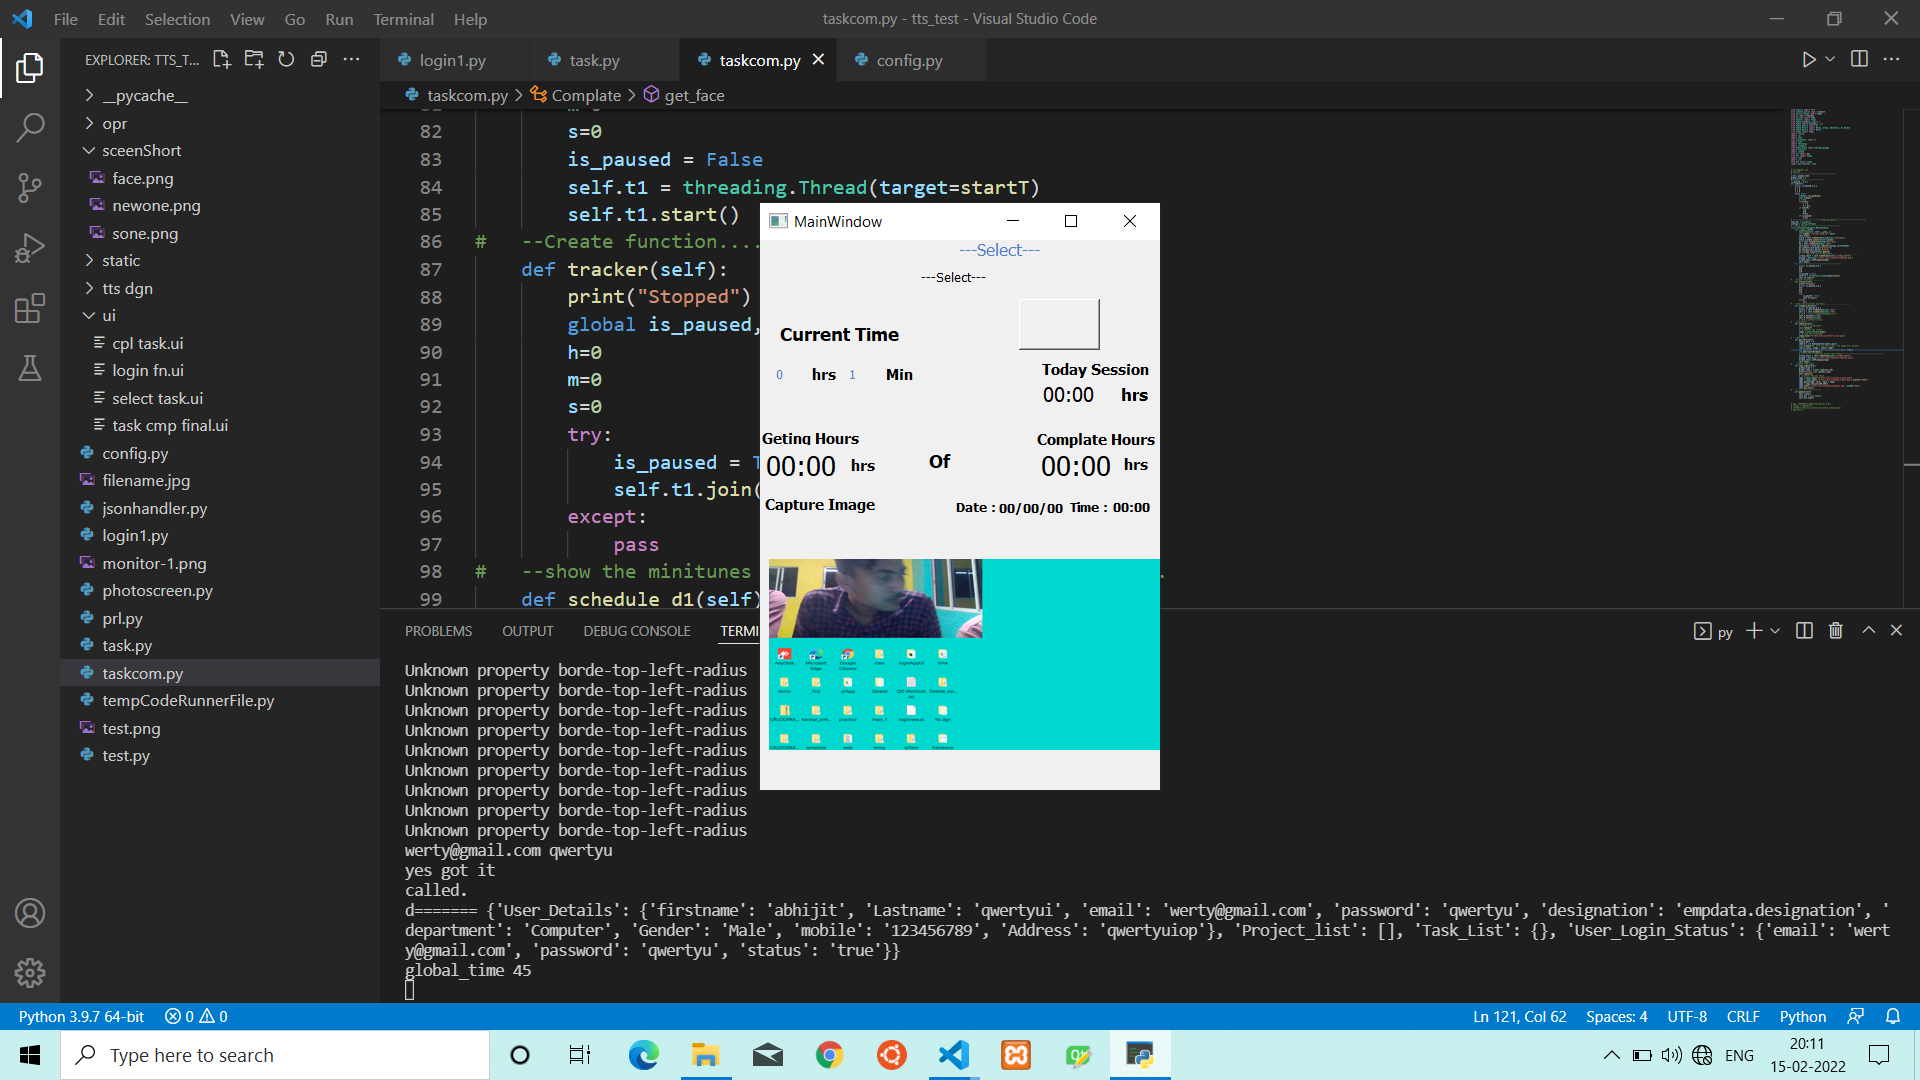 File Edit Selection View Go Run Terminal Help
taskcom.py - tts_test - Visual Studio Code
EXPLORER: TTS_T...
__pycache__
opr
sceenShort
face.png
newone.png
sone.png
static
tts dgn
ui
cpl task.ui
login fn.ui
select task.ui
task cmp final.ui
config.py
filename.jpg
jsonhandler.py
login1.py
monitor-1.png
photoscreen.py
prl.py
task.py
taskcom.py
tempCodeRunnerFile.py
test.png
test.py
login1.py task.py taskcom.py config.py
taskcom.py > Complate > get_face
82 s=0
83 is_paused = False
84 self.t1 = threading.Thread(target=startT)
85 self.t1.start()
86 # --Create function....
87 def tracker(self):
88 print("Stopped")
89 global is_paused,
90 h=0
91 m=0
92 s=0
93 try:
94 is_paused =
95 self.t1.join(
96 except:
97 pass
98 # --show the minitunes
99 def schedule_d1(self)
MainWindow
---Select---
---Select---
Current Time
0 hrs 1 Min
Today Session
00:00 hrs
Geting Hours
00:00 hrs
Of
Complate Hours
00:00 hrs
Capture Image
Date : 00/00/00 Time : 00:00
PROBLEMS OUTPUT DEBUG CONSOLE TERMI
py
Unknown property borde-top-left-radius
Unknown property borde-top-left-radius
Unknown property borde-top-left-radius
Unknown property borde-top-left-radius
Unknown property borde-top-left-radius
Unknown property borde-top-left-radius
Unknown property borde-top-left-radius
Unknown property borde-top-left-radius
Unknown property borde-top-left-radius
werty@gmail.com qwertyu
yes got it
called.
d======= {'User_Details': {'firstname': 'abhijit', 'Lastname': 'qwertyui', 'email': 'werty@gmail.com', 'password': 'qwertyu', 'designation': 'empdata.designation', '
department': 'Computer', 'Gender': 'Male', 'mobile': '123456789', 'Address': 'qwertyuiop'}, 'Project_list': [], 'Task_List': {}, 'User_Login_Status': {'email': 'wert
y@gmail.com', 'password': 'qwertyu', 'status': 'true'}}
global_time 45
Python 3.9.7 64-bit 0 0
Ln 121, Col 62 Spaces: 4 UTF-8 CRLF Python
Type here to search
ENG
20:11
15-02-2022